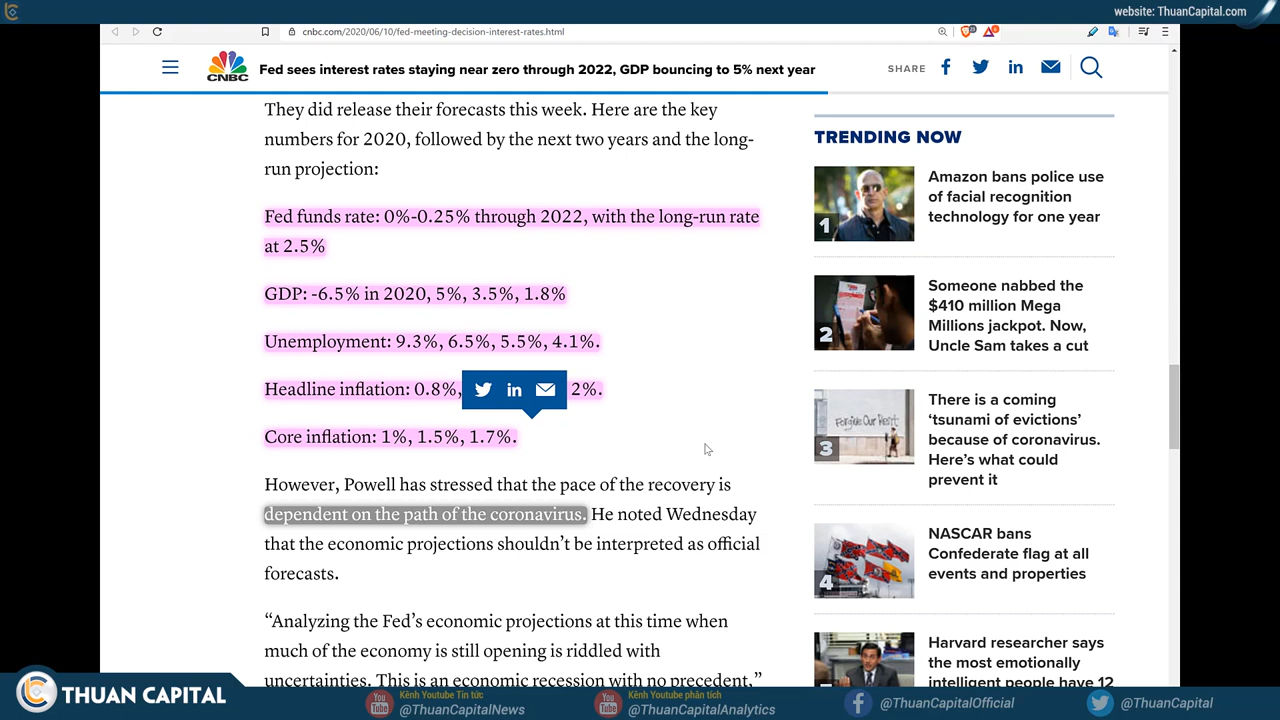 website: ThuanCapital.com
cnbc.com/2020/06/10/fed-meeting-decision-interest-rates.html
CNBC
Fed sees interest rates staying near zero through 2022, GDP bouncing to 5% next year
SHARE
They did release their forecasts this week. Here are the key
numbers for 2020, followed by the next two years and the long-
run projection:
Fed funds rate: 0%-0.25% through 2022, with the long-run rate
at 2.5%
GDP: -6.5% in 2020, 5%, 3.5%, 1.8%
Unemployment: 9.3%, 6.5%, 5.5%, 4.1%.
Headline inflation: 0.8%, 2%.
Core inflation: 1%, 1.5%, 1.7%.
However, Powell has stressed that the pace of the recovery is
dependent on the path of the coronavirus. He noted Wednesday
that the economic projections shouldn’t be interpreted as official
forecasts.
“Analyzing the Fed’s economic projections at this time when
much of the economy is still opening is riddled with
uncertainties. This is an economic recession with no precedent,”
TRENDING NOW
1
Amazon bans police use
of facial recognition
technology for one year
2
Someone nabbed the
$410 million Mega
Millions jackpot. Now,
Uncle Sam takes a cut
Forgive Our Rent
3
There is a coming
‘tsunami of evictions’
because of coronavirus.
Here’s what could
prevent it
4
NASCAR bans
Confederate flag at all
events and properties
Harvard researcher says
the most emotionally
intelligent people have 12
THUAN CAPITAL
You Tube
Kênh Youtube Tin tức
@ThuanCapitalNews
You Tube
Kênh Youtube phân tích
@ThuanCapitalAnalytics
@ThuanCapitalOfficial
@ThuanCapital